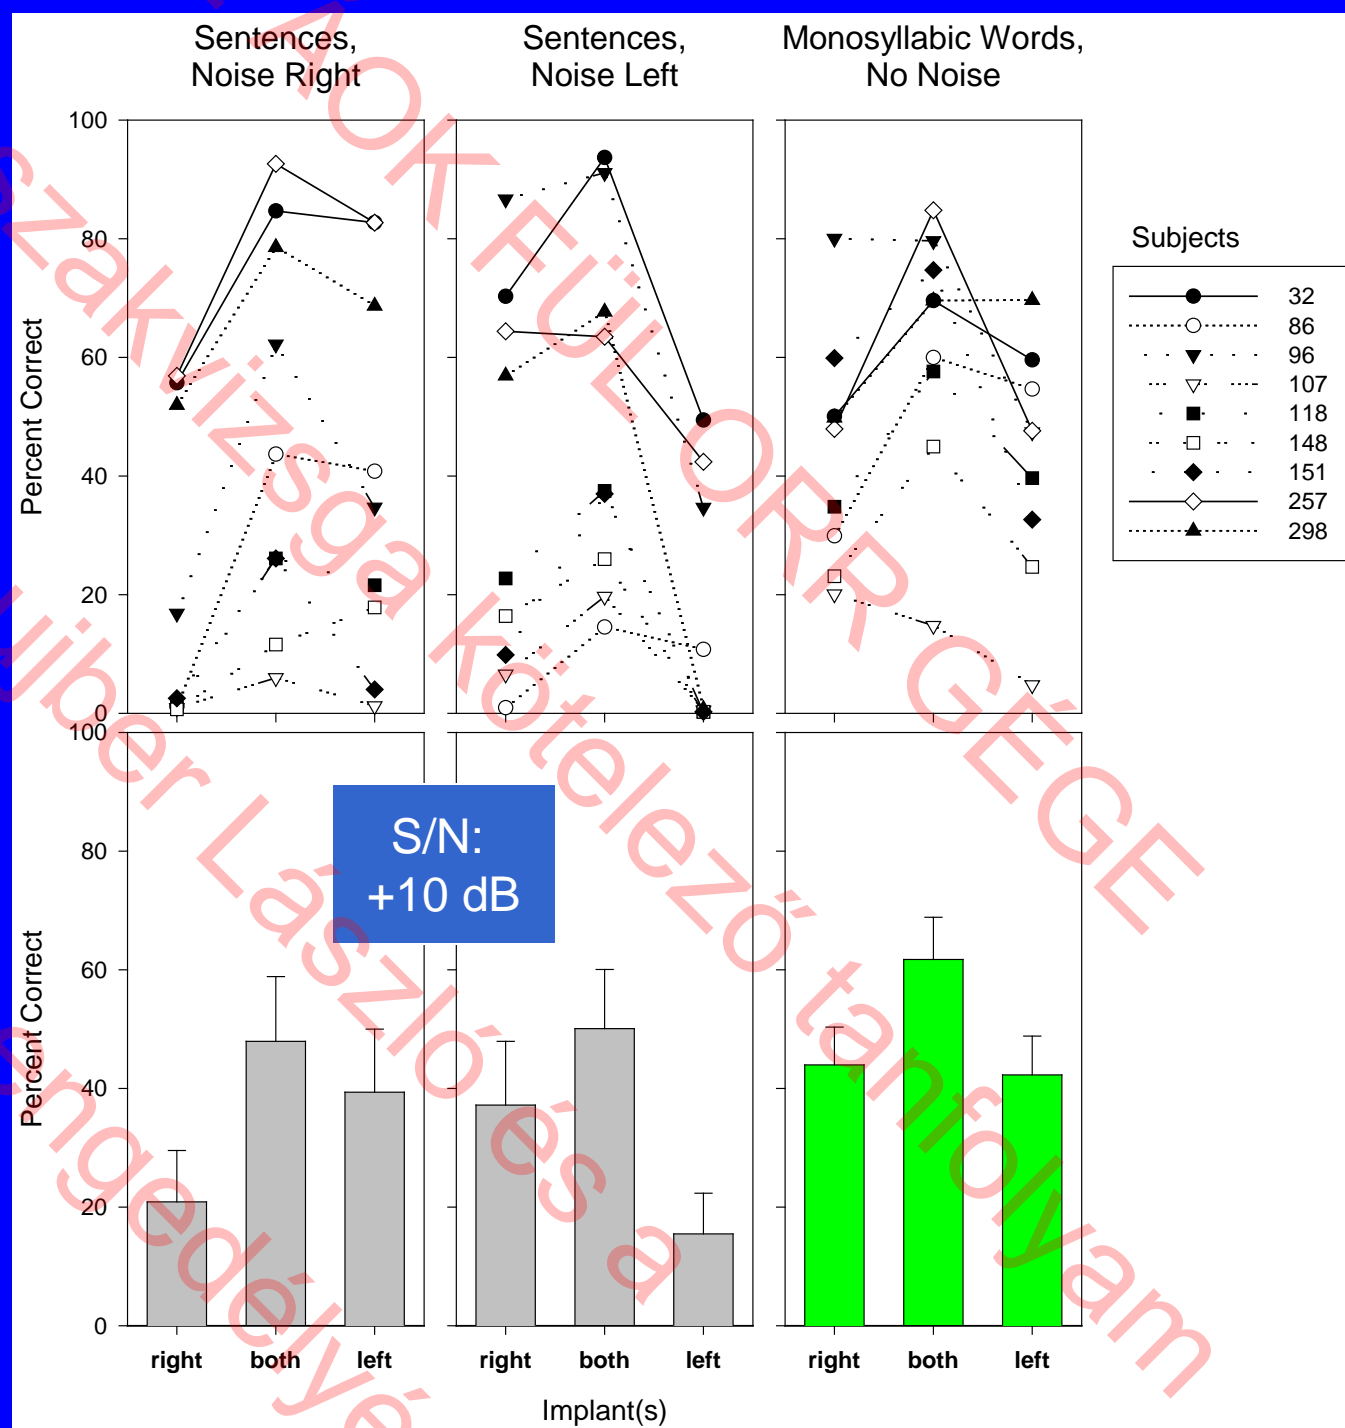 Sentences,
Noise Right
Sentences,
Noise Left
Monosyllabic Words,
No Noise
Percent Correct
100
80
60
40
20
0
Subjects
32
86
96
107
118
148
151
257
298
Percent Correct
100
80
60
40
20
0
S/N:
+10 dB
right both left
right both left
right both left
Implant(s)
ÁOK FÜL ORR GÉGE
szakvizsga kötelező tanfolyam
Ujber László és a
engedélyé